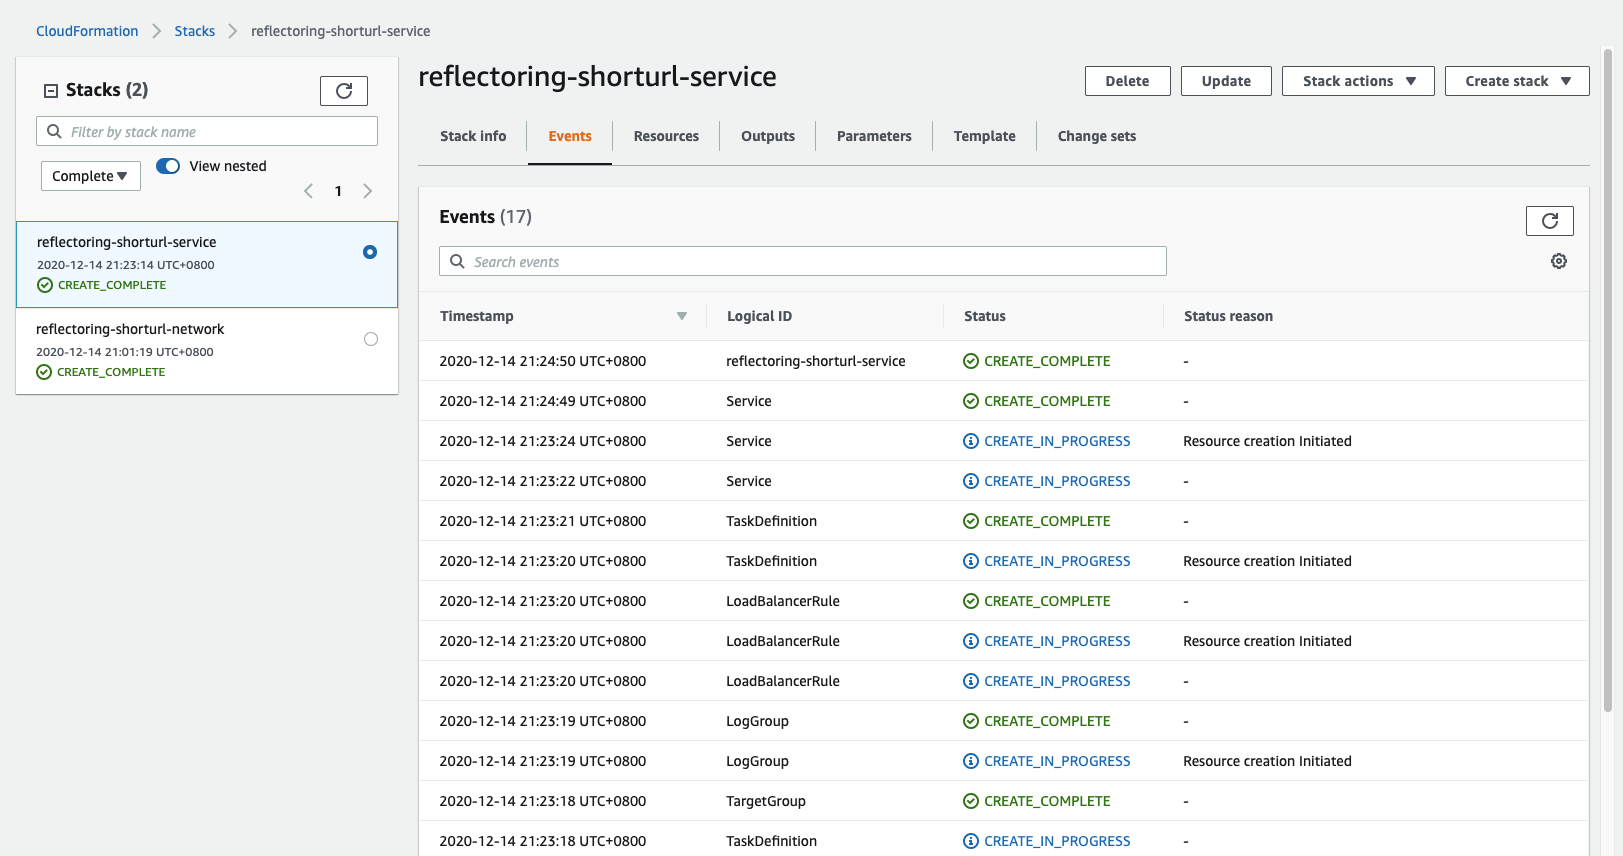 CloudFormation > Stacks > reflectoring-shorturl-service
Stacks (2)
Filter by stack name
Complete
View nested
1
reflectoring-shorturl-service
2020-12-14 21:23:14 UTC+0800
CREATE_COMPLETE
reflectoring-shorturl-network
2020-12-14 21:01:19 UTC+0800
CREATE_COMPLETE
reflectoring-shorturl-service
Delete Update Stack actions Create stack
Stack info Events Resources Outputs Parameters Template Change sets
Events (17)
Search events
Timestamp Logical ID Status Status reason
2020-12-14 21:24:50 UTC+0800 reflectoring-shorturl-service CREATE_COMPLETE -
2020-12-14 21:24:49 UTC+0800 Service CREATE_COMPLETE -
2020-12-14 21:23:24 UTC+0800 Service CREATE_IN_PROGRESS Resource creation Initiated
2020-12-14 21:23:22 UTC+0800 Service CREATE_IN_PROGRESS -
2020-12-14 21:23:21 UTC+0800 TaskDefinition CREATE_COMPLETE -
2020-12-14 21:23:20 UTC+0800 TaskDefinition CREATE_IN_PROGRESS Resource creation Initiated
2020-12-14 21:23:20 UTC+0800 LoadBalancerRule CREATE_COMPLETE -
2020-12-14 21:23:20 UTC+0800 LoadBalancerRule CREATE_IN_PROGRESS Resource creation Initiated
2020-12-14 21:23:20 UTC+0800 LoadBalancerRule CREATE_IN_PROGRESS -
2020-12-14 21:23:19 UTC+0800 LogGroup CREATE_COMPLETE -
2020-12-14 21:23:19 UTC+0800 LogGroup CREATE_IN_PROGRESS Resource creation Initiated
2020-12-14 21:23:18 UTC+0800 TargetGroup CREATE_COMPLETE -
2020-12-14 21:23:18 UTC+0800 TaskDefinition CREATE_IN_PROGRESS -